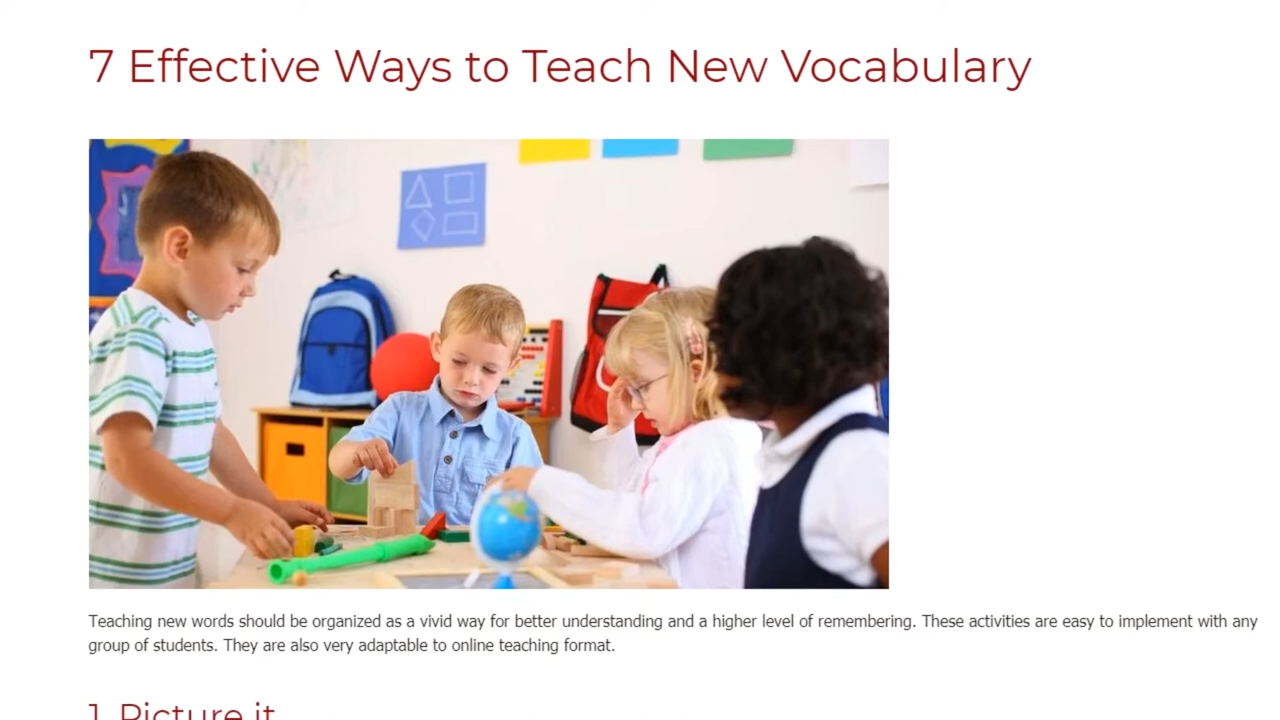 7 Effective Ways to Teach New Vocabulary
Teaching new words should be organized as a vivid way for better understanding and a higher level of remembering. These activities are easy to implement with any
group of students. They are also very adaptable to online teaching format.
1. Picture it